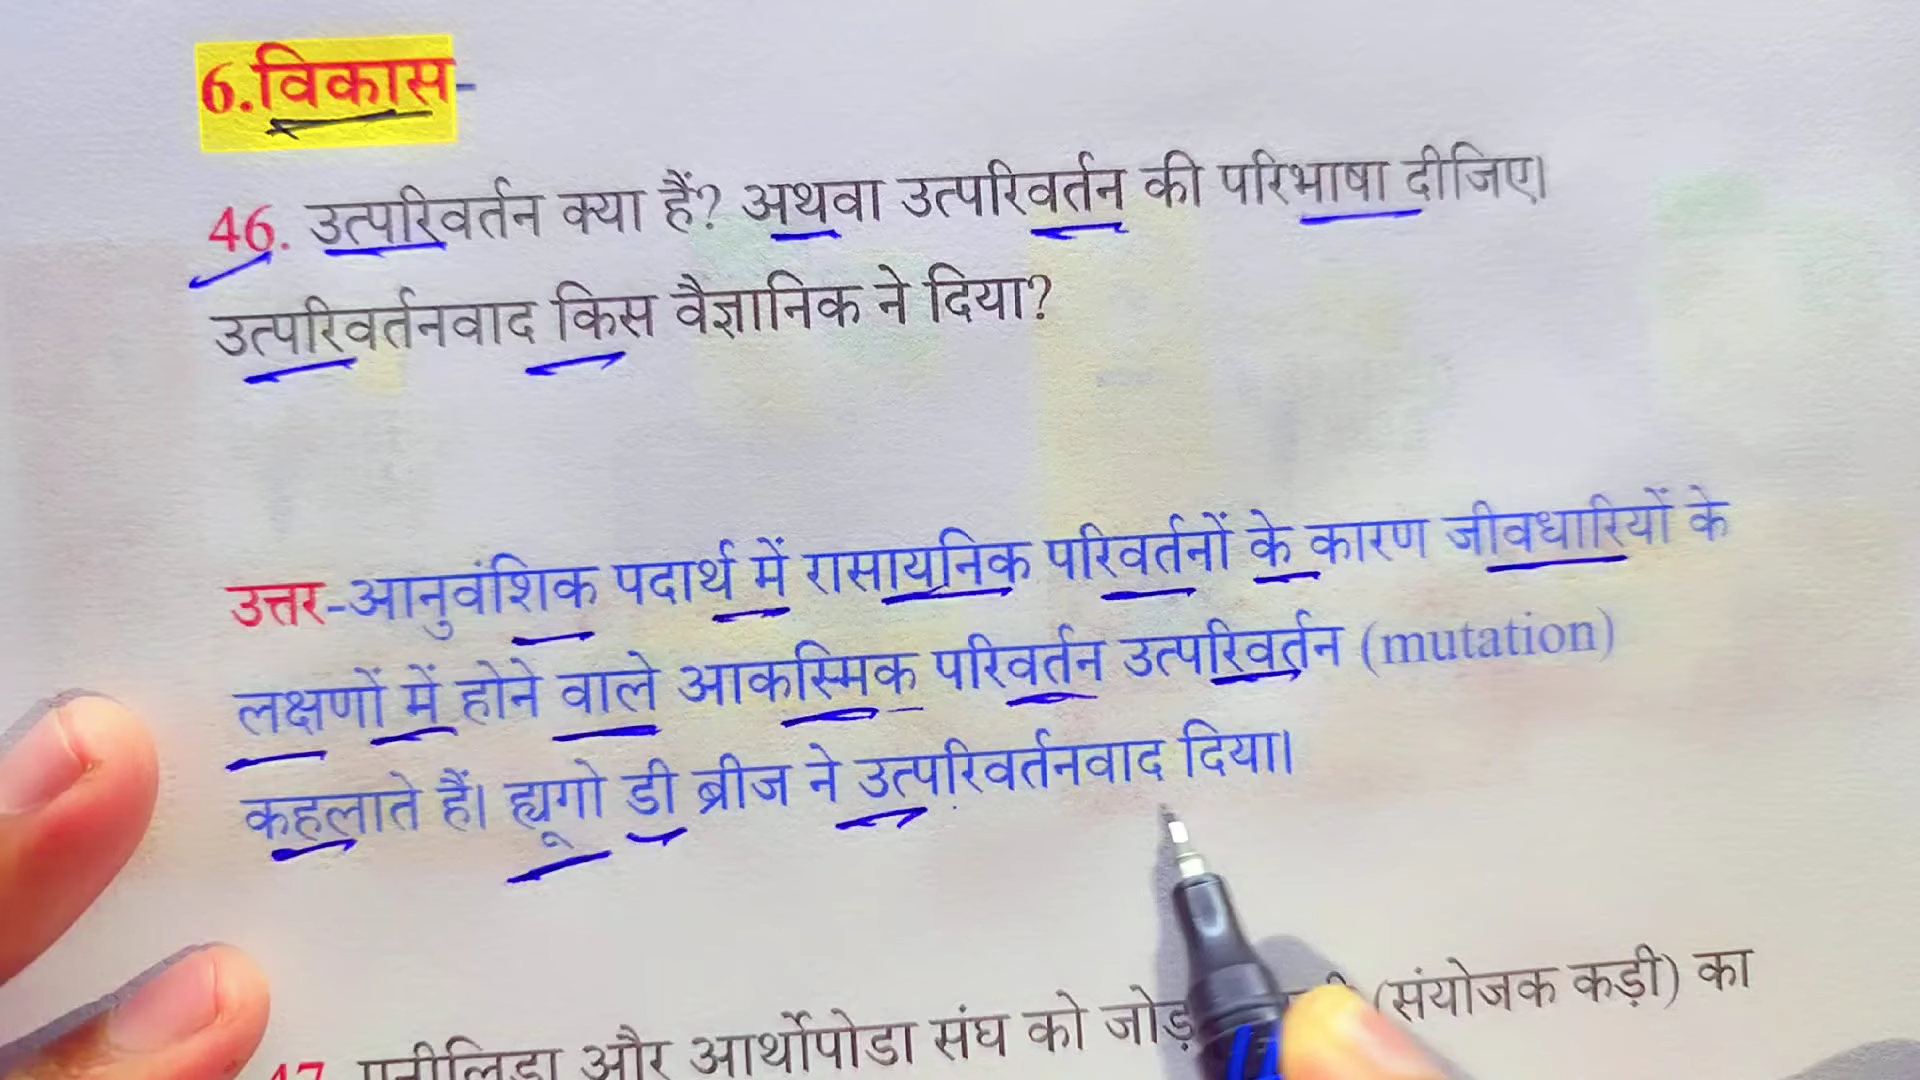 6.विकास-
46. उत्परिवर्तन क्या हैं? अथवा उत्परिवर्तन की परिभाषा दीजिए।
उत्परिवर्तनवाद किस वैज्ञानिक ने दिया?
उत्तर-आनुवंशिक पदार्थ में रासायनिक परिवर्तनों के कारण जीवधारियों के
लक्षणों में होने वाले आकस्मिक परिवर्तन उत्परिवर्तन (mutation)
कहलाते हैं। ह्यूगो डी ब्रीज ने उत्परिवर्तनवाद दिया।
47. एनीलिडा और आर्थोपोडा संघ को (संयोजक कड़ी) का